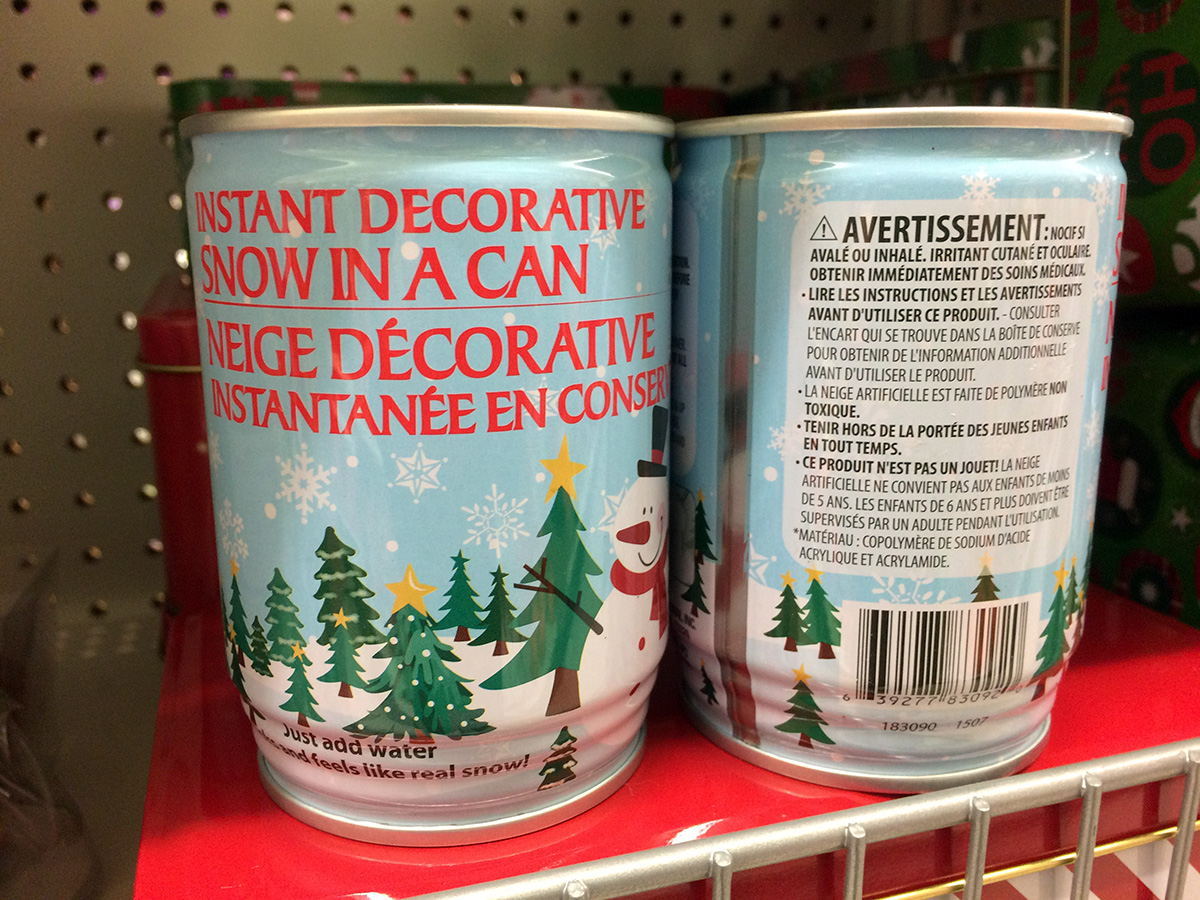 INSTANT DECORATIVE
SNOW IN A CAN
NEIGE DÉCORATIVE
INSTANTANÉE EN CONSER
Just add water
and feels like real snow!
⚠ AVERTISSEMENT: NOCIF SI
AVALÉ OU INHALÉ. IRRITANT CUTANÉ ET OCULAIRE.
OBTENIR IMMÉDIATEMENT DES SOINS MÉDICAUX.
• LIRE LES INSTRUCTIONS ET LES AVERTISSEMENTS
AVANT D'UTILISER CE PRODUIT. - CONSULTER
L'ENCART QUI SE TROUVE DANS LA BOÎTE DE CONSERVE
POUR OBTENIR DE L'INFORMATION ADDITIONNELLE
AVANT D'UTILISER LE PRODUIT.
• LA NEIGE ARTIFICIELLE EST FAITE DE POLYMÈRE NON
TOXIQUE.
• TENIR HORS DE LA PORTÉE DES JEUNES ENFANTS
EN TOUT TEMPS.
• CE PRODUIT N'EST PAS UN JOUET! LA NEIGE
ARTIFICIELLE NE CONVIENT PAS AUX ENFANTS DE MOINS
DE 5 ANS. LES ENFANTS DE 6 ANS ET PLUS DOIVENT ÊTRE
SUPERVISÉS PAR UN ADULTE PENDANT L'UTILISATION.
*MATÉRIAU : COPOLYMÈRE DE SODIUM D'ACIDE
ACRYLIQUE ET ACRYLAMIDE.
6 39277 83092
183090 1507
HO